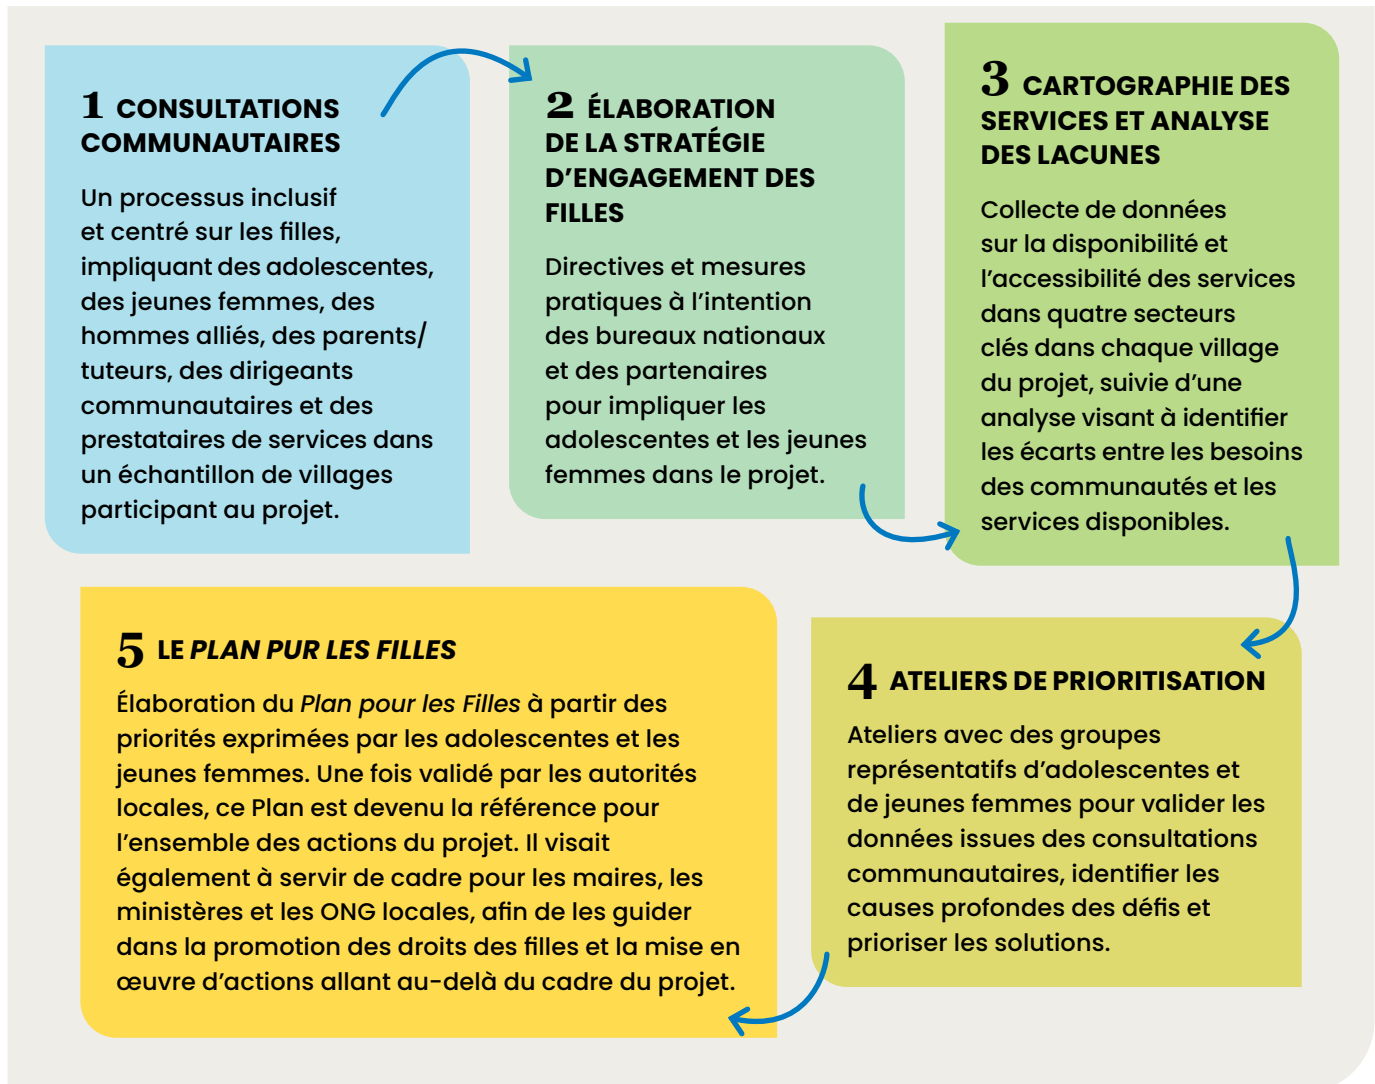 1 CONSULTATIONS
COMMUNAUTAIRES
Un processus inclusif
et centré sur les filles,
impliquant des adolescentes,
des jeunes femmes, des
hommes alliés, des parents/
tuteurs, des dirigeants
communautaires et des
prestataires de services dans
un échantillon de villages
participant au projet.
2 ÉLABORATION
DE LA STRATÉGIE
D’ENGAGEMENT DES
FILLES
Directives et mesures
pratiques à l’intention
des bureaux nationaux
et des partenaires
pour impliquer les
adolescentes et les jeunes
femmes dans le projet.
3 CARTOGRAPHIE DES
SERVICES ET ANALYSE
DES LACUNES
Collecte de données
sur la disponibilité et
l’accessibilité des services
dans quatre secteurs
clés dans chaque village
du projet, suivie d’une
analyse visant à identifier
les écarts entre les besoins
des communautés et les
services disponibles.
4 ATELIERS DE PRIORITISATION
Ateliers avec des groupes
représentatifs d’adolescentes et
de jeunes femmes pour valider les
données issues des consultations
communautaires, identifier les
causes profondes des défis et
prioriser les solutions.
5 LE PLAN PUR LES FILLES
Élaboration du Plan pour les Filles à partir des
priorités exprimées par les adolescentes et les
jeunes femmes. Une fois validé par les autorités
locales, ce Plan est devenu la référence pour
l’ensemble des actions du projet. Il visait
également à servir de cadre pour les maires, les
ministères et les ONG locales, afin de les guider
dans la promotion des droits des filles et la mise en
œuvre d’actions allant au-delà du cadre du projet.